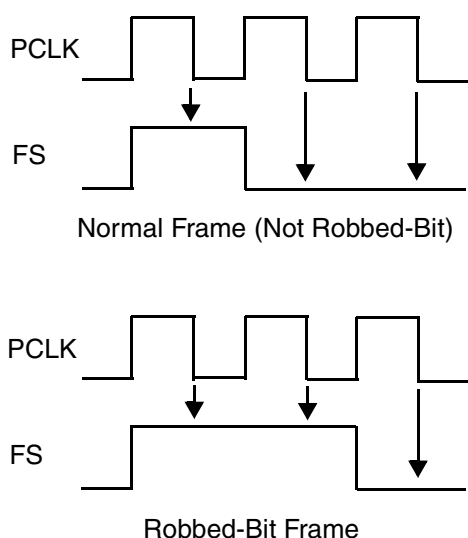 PCLK
FS
Normal Frame (Not Robbed-Bit)
PCLK
FS
Robbed-Bit Frame